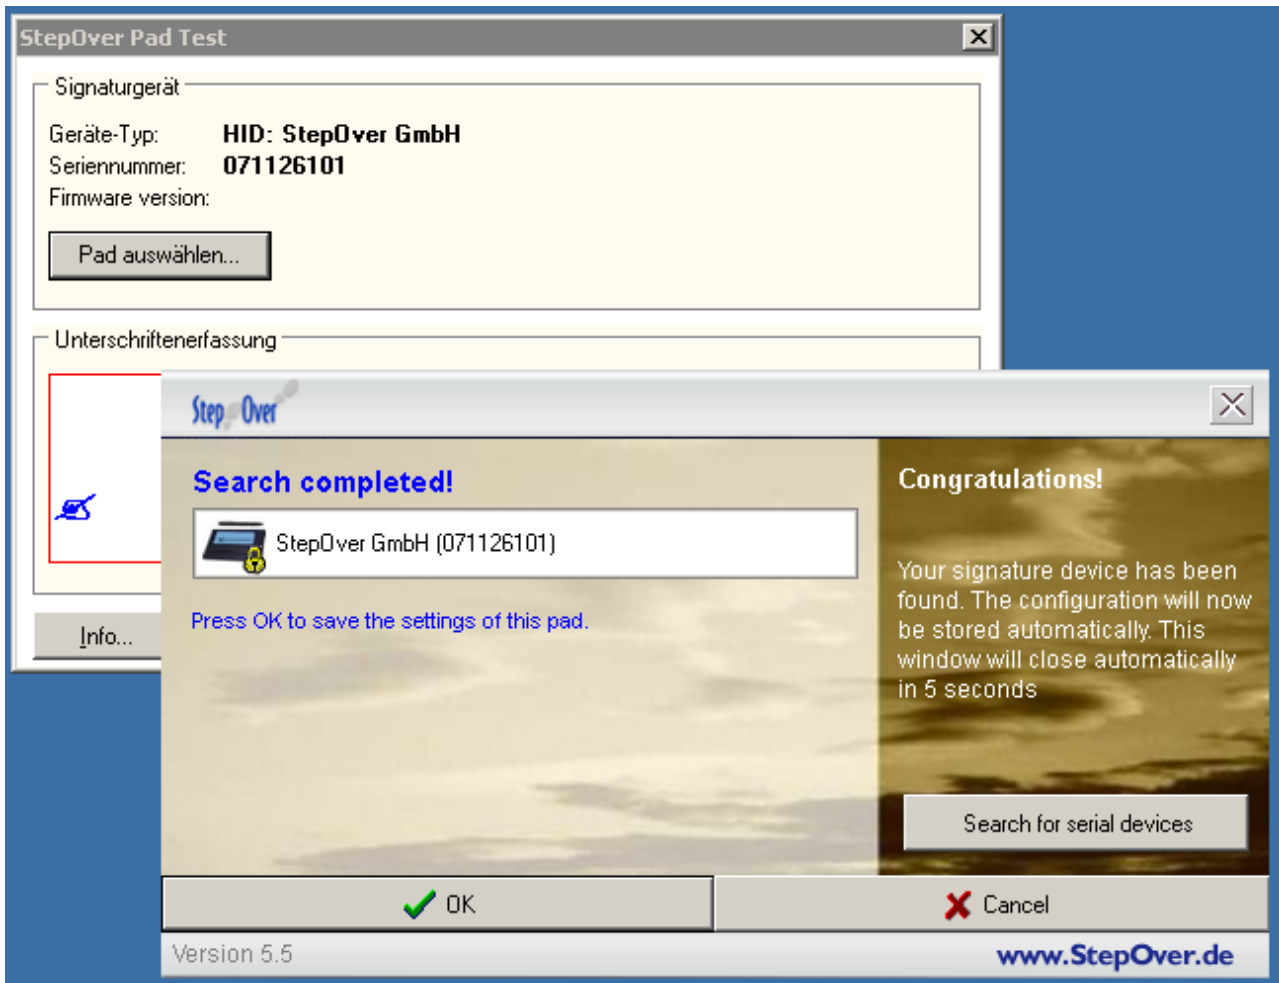 StepOver Pad Test
Signaturgerät
Geräte-Typ: HID: StepOver GmbH
Seriennummer: 071126101
Firmware version:
Pad auswählen...
Unterschriftenerfassung
Info...
Step Over
Search completed!
StepOver GmbH (071126101)
Press OK to save the settings of this pad.
Congratulations!
Your signature device has been
found. The configuration will now
be stored automatically. This
window will close automatically
in 5 seconds
Search for serial devices
OK
Cancel
Version 5.5
www.StepOver.de